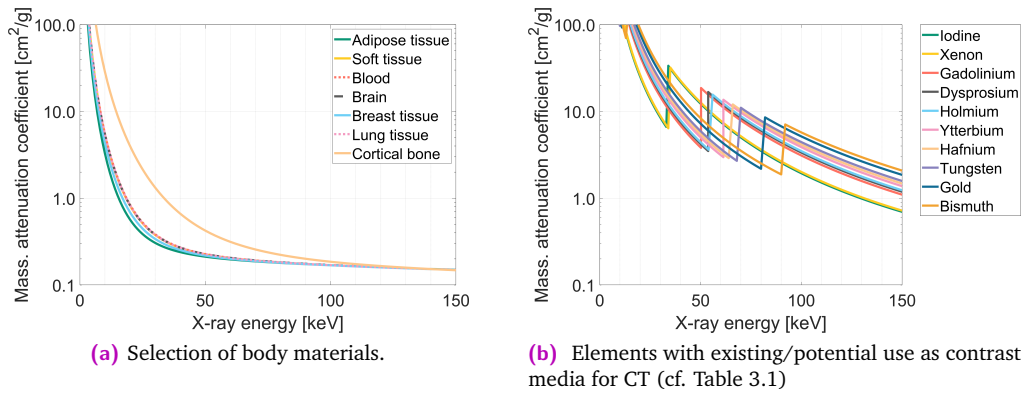 Mass. attenuation coefficient [cm²/g]
100.0
10.0
1.0
0.1
0
50
100
150
X-ray energy [keV]
Adipose tissue
Soft tissue
Blood
Brain
Breast tissue
Lung tissue
Cortical bone
(a) Selection of body materials.
Mass. attenuation coefficient [cm²/g]
100.0
10.0
1.0
0.1
0
50
100
150
X-ray energy [keV]
Iodine
Xenon
Gadolinium
Dysprosium
Holmium
Ytterbium
Hafnium
Tungsten
Gold
Bismuth
(b) Elements with existing/potential use as contrast
media for CT (cf. Table 3.1)